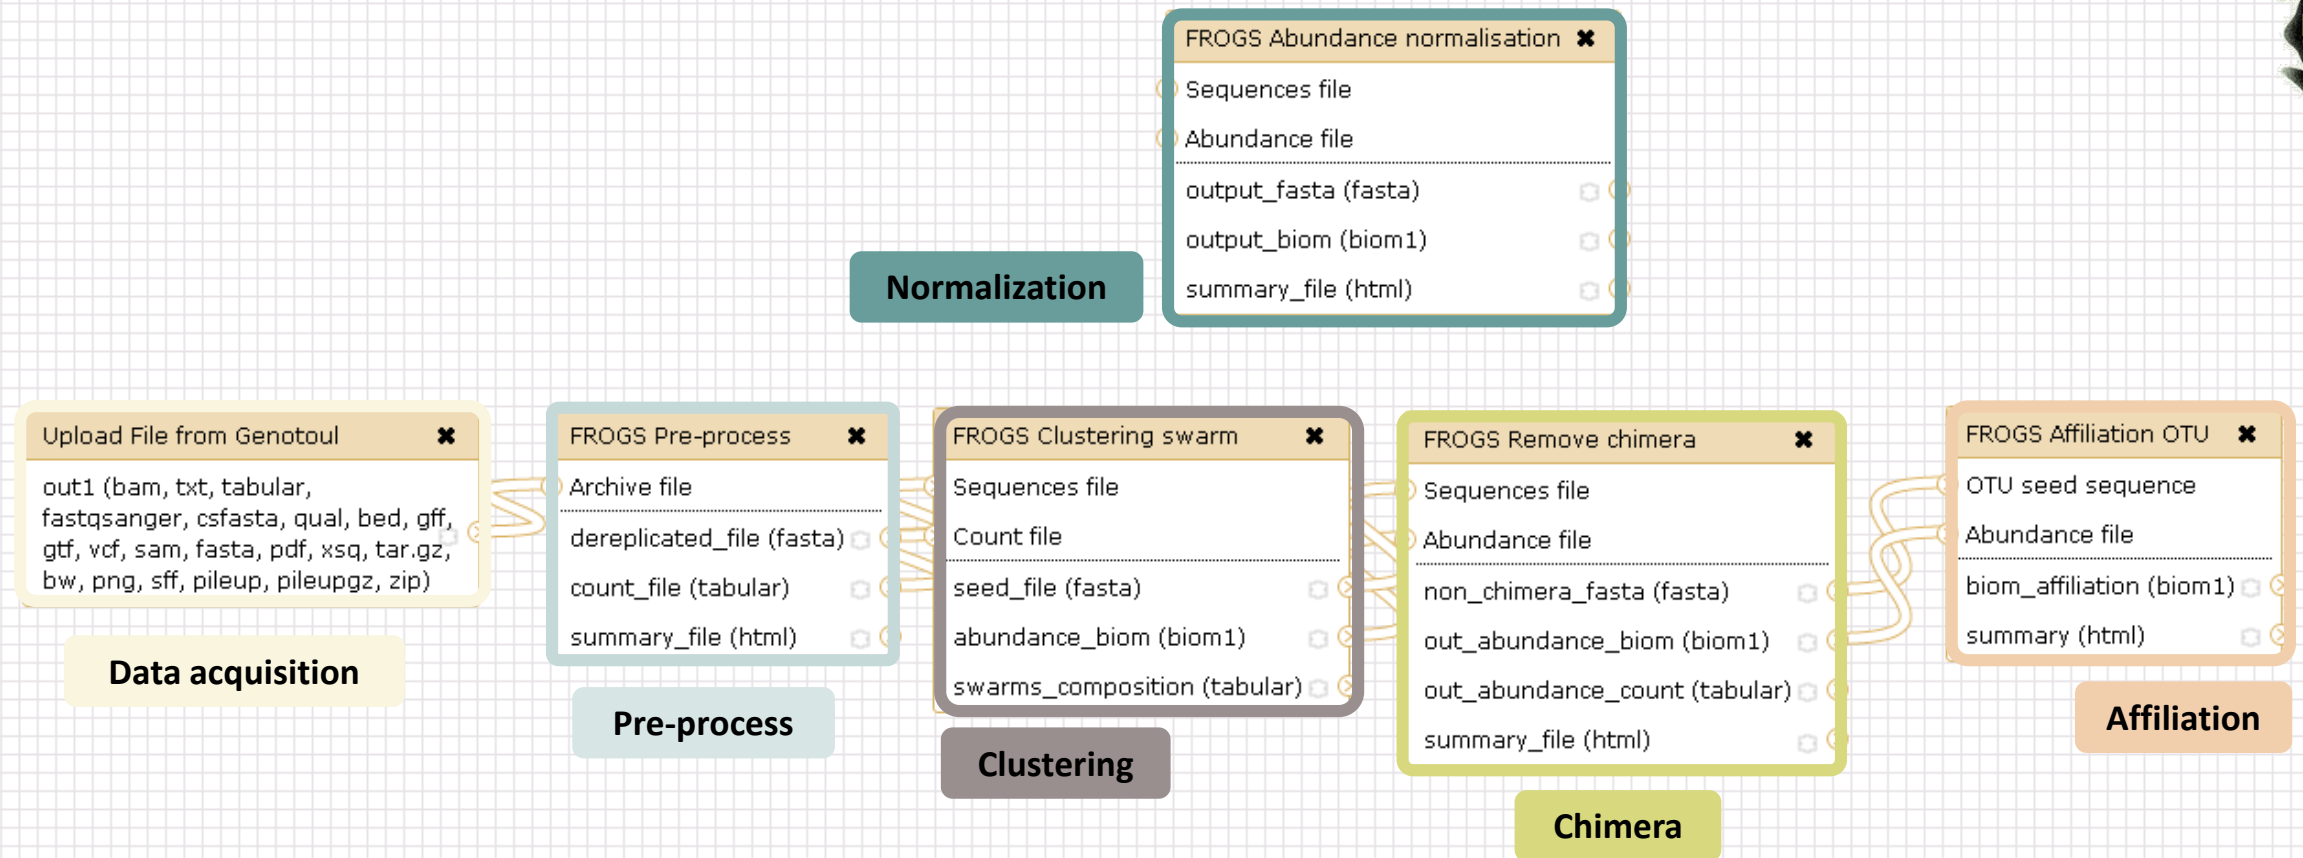 FROGS Abundance normalisation ✖
Sequences file
Abundance file
output_fasta (fasta)
output_biom (biom1)
summary_file (html)
Normalization
Upload File from Genotoul ✖
out1 (bam, txt, tabular,
fastqsanger, csfasta, qual, bed, gff,
gtf, vcf, sam, fasta, pdf, xsq, tar.gz,
bw, png, sff, pileup, pileupgz, zip)
Data acquisition
FROGS Pre-process ✖
Archive file
dereplicated_file (fasta)
count_file (tabular)
summary_file (html)
Pre-process
FROGS Clustering swarm ✖
Sequences file
Count file
seed_file (fasta)
abundance_biom (biom1)
swarms_composition (tabular)
Clustering
FROGS Remove chimera ✖
Sequences file
Abundance file
non_chimera_fasta (fasta)
out_abundance_biom (biom1)
out_abundance_count (tabular)
summary_file (html)
Chimera
FROGS Affiliation OTU ✖
OTU seed sequence
Abundance file
biom_affiliation (biom1)
summary (html)
Affiliation